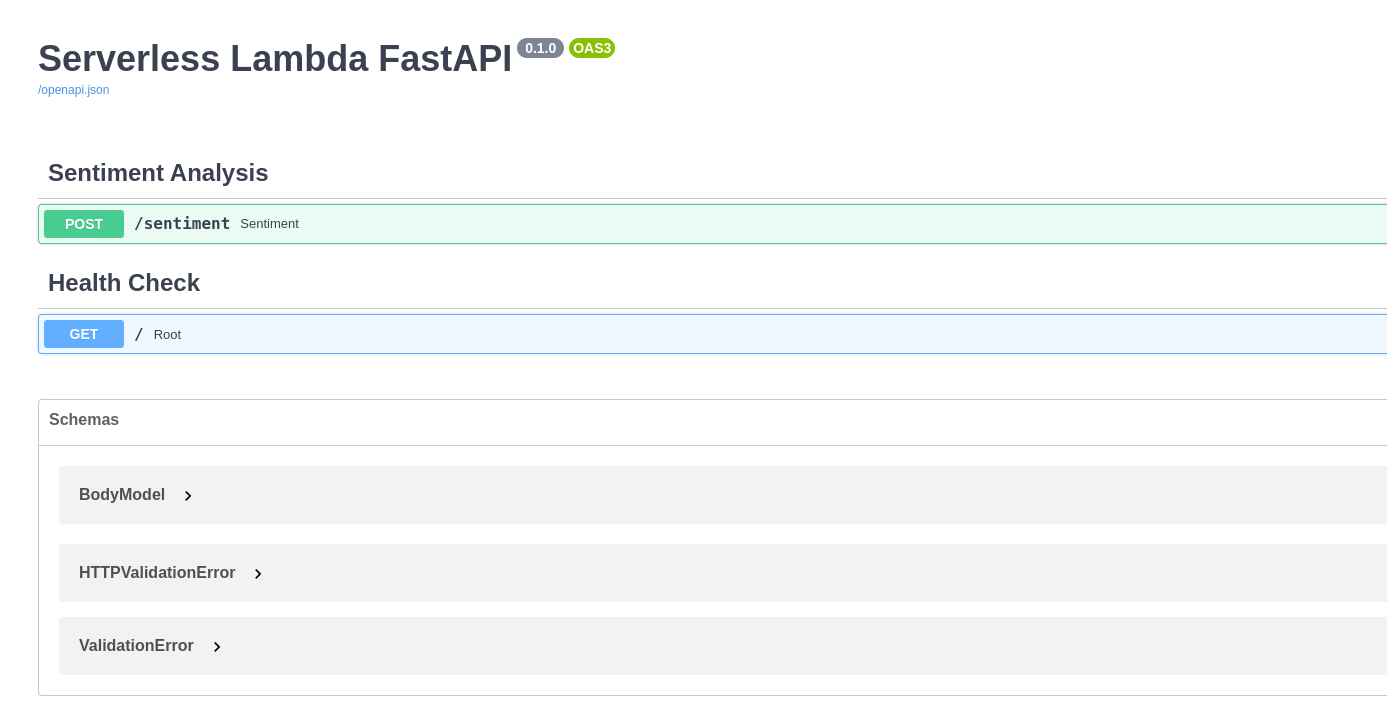 Serverless Lambda FastAPI 0.1.0 OAS3
/openapi.json
Sentiment Analysis
POST /sentiment Sentiment
Health Check
GET / Root
Schemas
BodyModel
HTTPValidationError
ValidationError